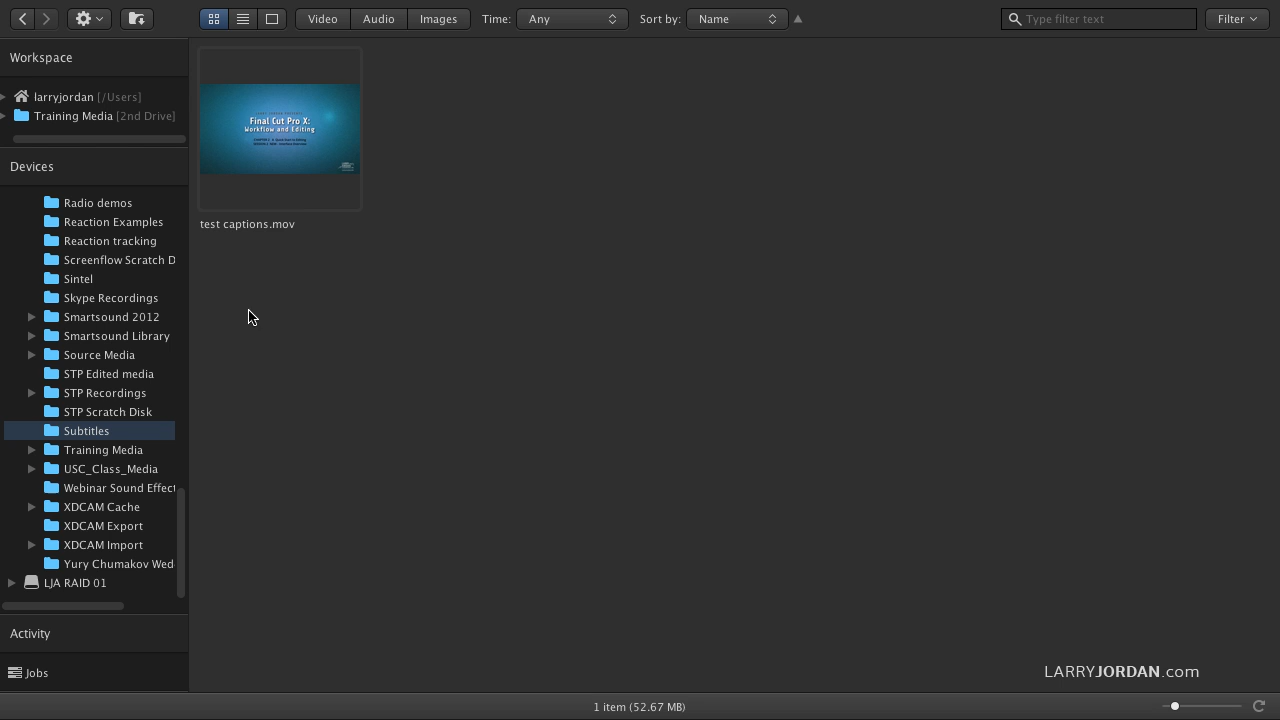 Video Audio Images Time: Any Sort by: Name Type filter text Filter
Workspace
larryjordan [/Users]
Training Media [2nd Drive]
Devices
Radio demos
Reaction Examples
Reaction tracking
Screenflow Scratch D
Sintel
Skype Recordings
Smartsound 2012
Smartsound Library
Source Media
STP Edited media
STP Recordings
STP Scratch Disk
Subtitles
Training Media
USC_Class_Media
Webinar Sound Effect
XDCAM Cache
XDCAM Export
XDCAM Import
Yury Chumakov Wed
LJA RAID 01
Activity
Jobs
Final Cut Pro X:
Workflow and Editing
test captions.mov
LARRYJORDAN.com
1 item (52.67 MB)